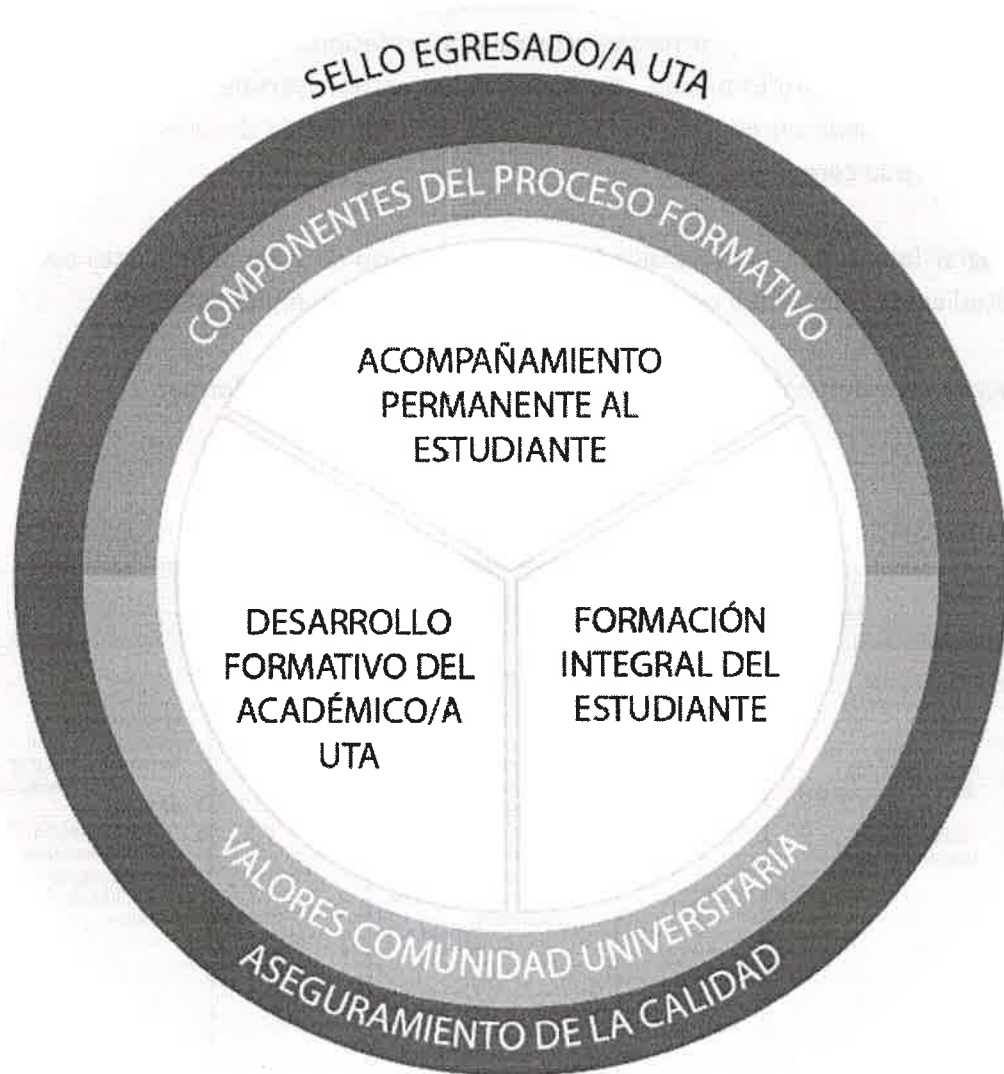 SELLO EGRESADO/A UTA
COMPONENTES DEL PROCESO FORMATIVO
ACOMPAÑAMIENTO
PERMANENTE AL
ESTUDIANTE
DESARROLLO
FORMATIVO DEL
ACADÉMICO/A
UTA
FORMACIÓN
INTEGRAL DEL
ESTUDIANTE
VALORES COMUNIDAD UNIVERSITARIA
ASEGURAMIENTO DE LA CALIDAD